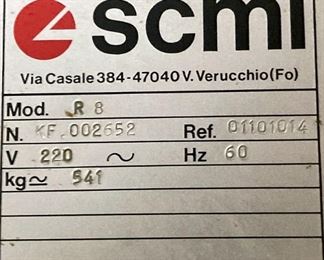 scmi
Via Casale 384-47040 V. Verucchio(Fo)
Mod. R 8
N. KF.002652 Ref. 01101014
V 220 ~ Hz 60
kg≃ 541